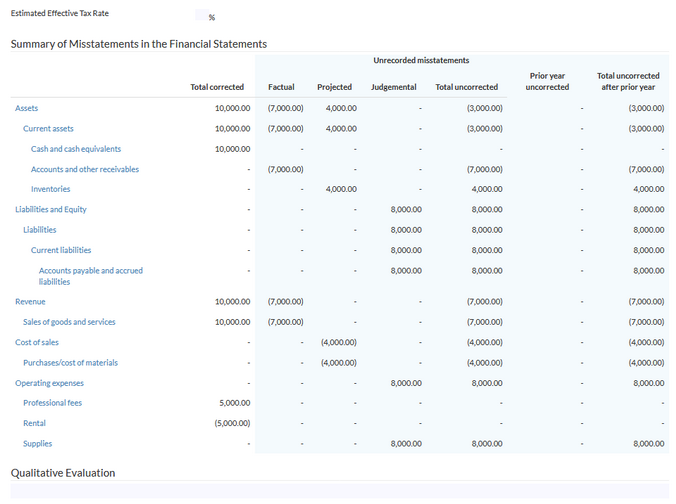 Estimated Effective Tax Rate %
Summary of Misstatements in the Financial Statements
Unrecorded misstatements
Total corrected Factual Projected Judgemental Total uncorrected Prior year uncorrected Total uncorrected after prior year
Assets 10,000.00 (7,000.00) 4,000.00 - (3,000.00) - (3,000.00)
Current assets 10,000.00 (7,000.00) 4,000.00 - (3,000.00) - (3,000.00)
Cash and cash equivalents 10,000.00 - - - - - -
Accounts and other receivables - (7,000.00) - - (7,000.00) - (7,000.00)
Inventories - - 4,000.00 - 4,000.00 - 4,000.00
Liabilities and Equity - - - 8,000.00 8,000.00 - 8,000.00
Liabilities - - - 8,000.00 8,000.00 - 8,000.00
Current liabilities - - - 8,000.00 8,000.00 - 8,000.00
Accounts payable and accrued liabilities - - - 8,000.00 8,000.00 - 8,000.00
Revenue 10,000.00 (7,000.00) - - (7,000.00) - (7,000.00)
Sales of goods and services 10,000.00 (7,000.00) - - (7,000.00) - (7,000.00)
Cost of sales - - (4,000.00) - (4,000.00) - (4,000.00)
Purchases/cost of materials - - (4,000.00) - (4,000.00) - (4,000.00)
Operating expenses - - - 8,000.00 8,000.00 - 8,000.00
Professional fees 5,000.00 - - - - - -
Rental (5,000.00) - - - - - -
Supplies - - - 8,000.00 8,000.00 - 8,000.00
Qualitative Evaluation